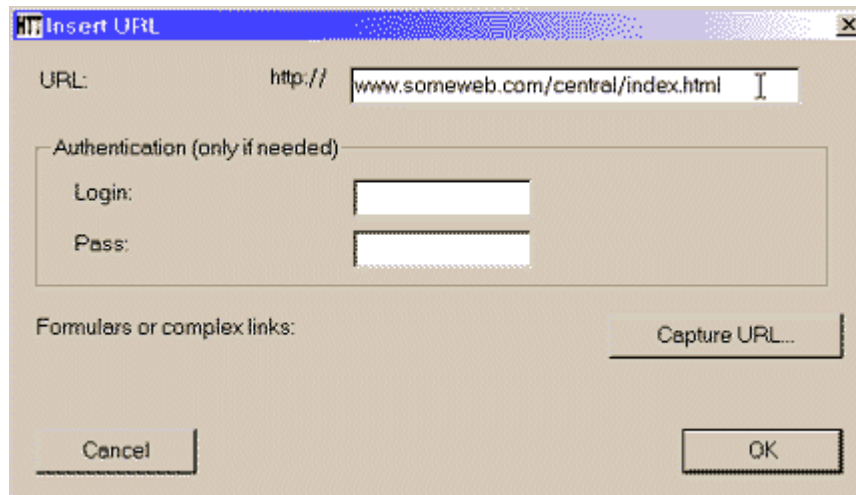 Insert URL
URL: http:// www.someweb.com/central/index.html
Authentication (only if needed)
Login:
Pass:
Formulars or complex links: Capture URL...
Cancel OK